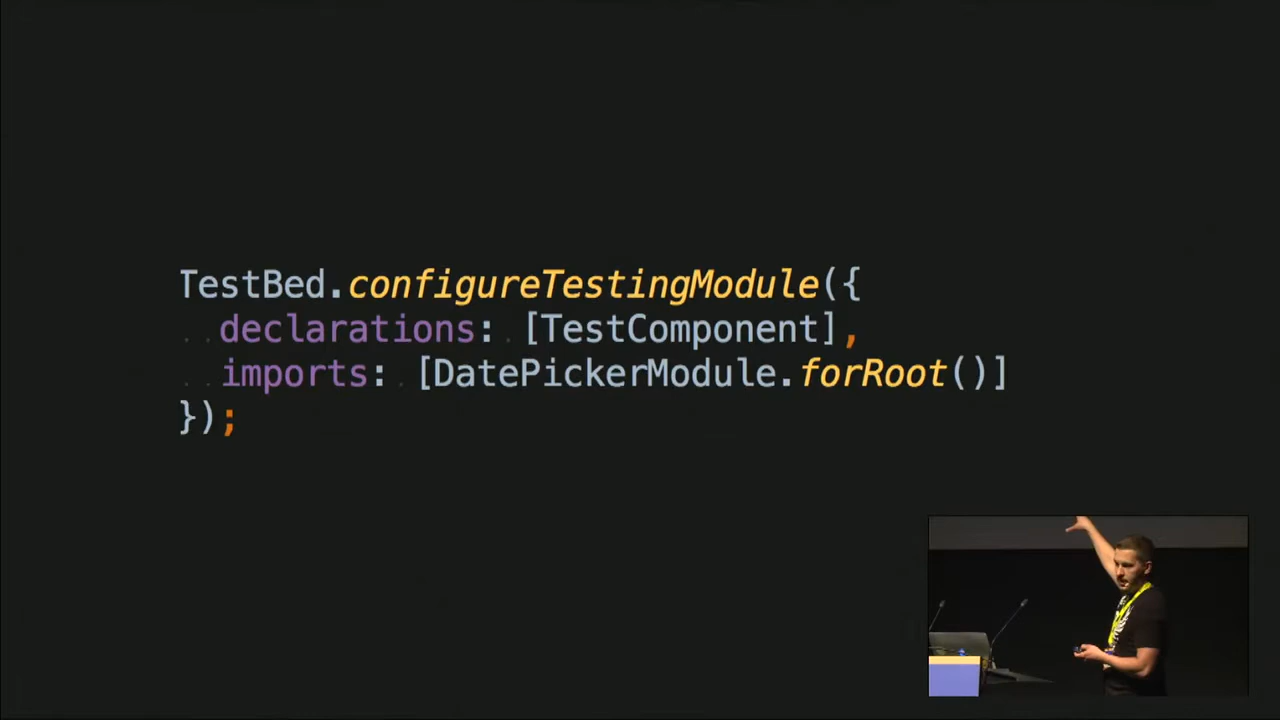 TestBed.configureTestingModule({
  declarations: [TestComponent],
  imports: [DatePickerModule.forRoot()]
});